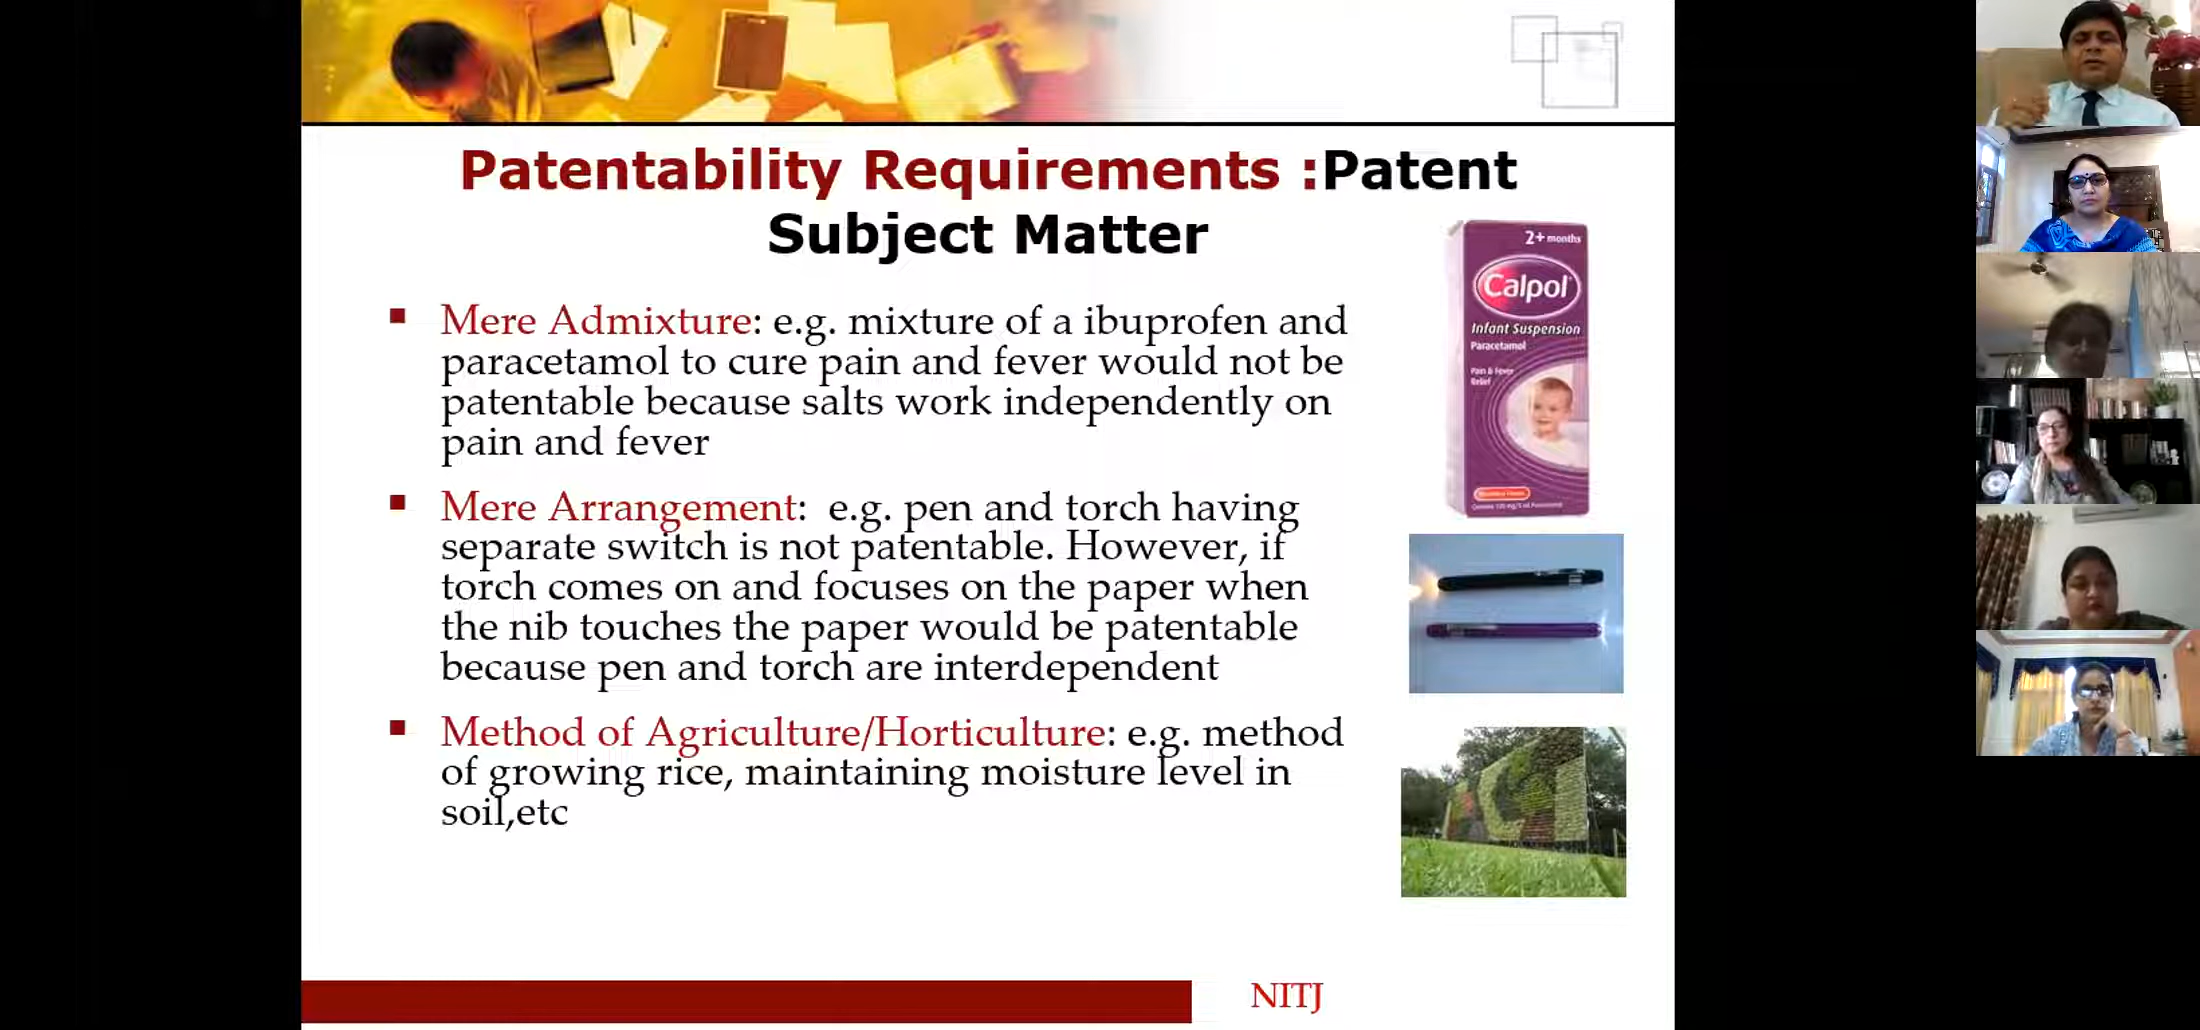 Patentability Requirements :Patent
Subject Matter
▪ Mere Admixture: e.g. mixture of a ibuprofen and
paracetamol to cure pain and fever would not be
patentable because salts work independently on
pain and fever
▪ Mere Arrangement:  e.g. pen and torch having
separate switch is not patentable. However, if
torch comes on and focuses on the paper when
the nib touches the paper would be patentable
because pen and torch are interdependent
▪ Method of Agriculture/Horticulture: e.g. method
of growing rice, maintaining moisture level in
soil,etc
2+ months
Calpol
Infant Suspension
Paracetamol
Pain & Fever
Relief
NITJ